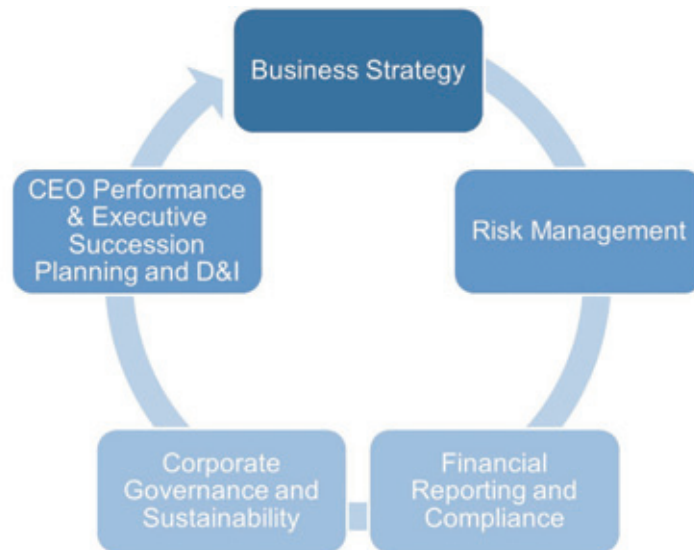 Business Strategy
Risk Management
Financial
Reporting and
Compliance
Corporate
Governance and
Sustainability
CEO Performance
& Executive
Succession
Planning and D&I